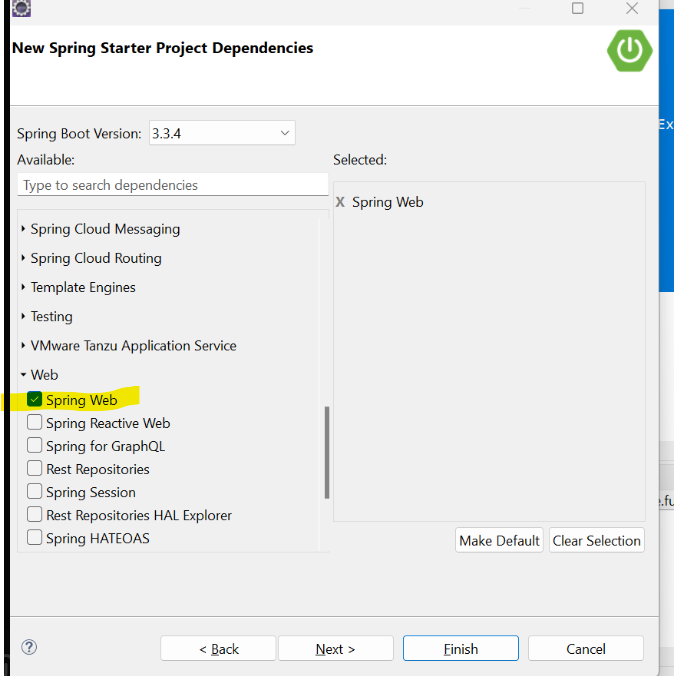 New Spring Starter Project Dependencies
Spring Boot Version: 3.3.4
Available:
Selected:
Type to search dependencies
X Spring Web
Spring Cloud Messaging
Spring Cloud Routing
Template Engines
Testing
VMware Tanzu Application Service
Web
Spring Web
Spring Reactive Web
Spring for GraphQL
Rest Repositories
Spring Session
Rest Repositories HAL Explorer
Spring HATEOAS
Make Default
Clear Selection
?
< Back
Next >
Finish
Cancel